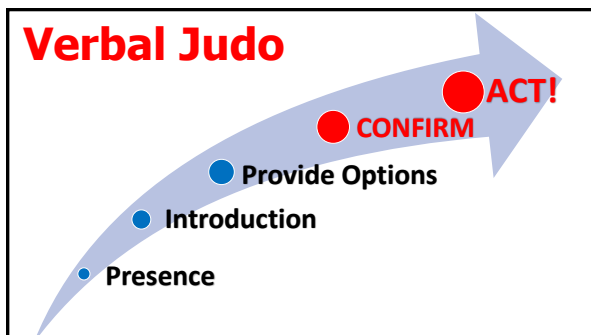 Verbal Judo
ACT!
CONFIRM
Provide Options
Introduction
Presence